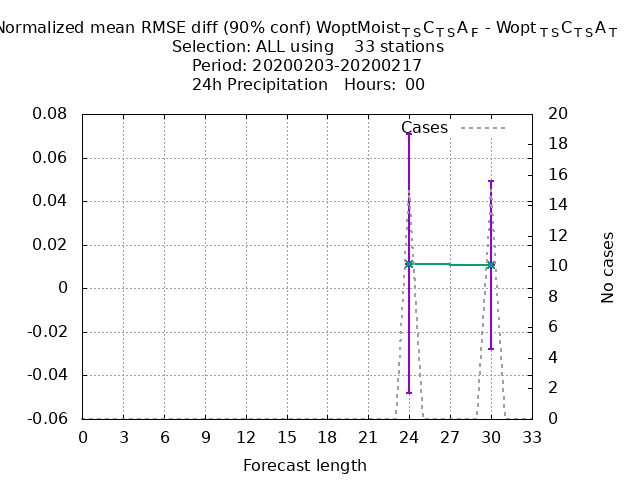 Normalized mean RMSE diff (90% conf) WoptMoist_TSC_TSA_F - Wopt_TSC_TSA_T
Selection: ALL using 33 stations
Period: 20200203-20200217
24h Precipitation Hours: 00
Cases
0.08
0.06
0.04
0.02
0
-0.02
-0.04
-0.06
20
18
16
14
12
10
8
6
4
2
0
No cases
0 3 6 9 12 15 18 21 24 27 30 33
Forecast length